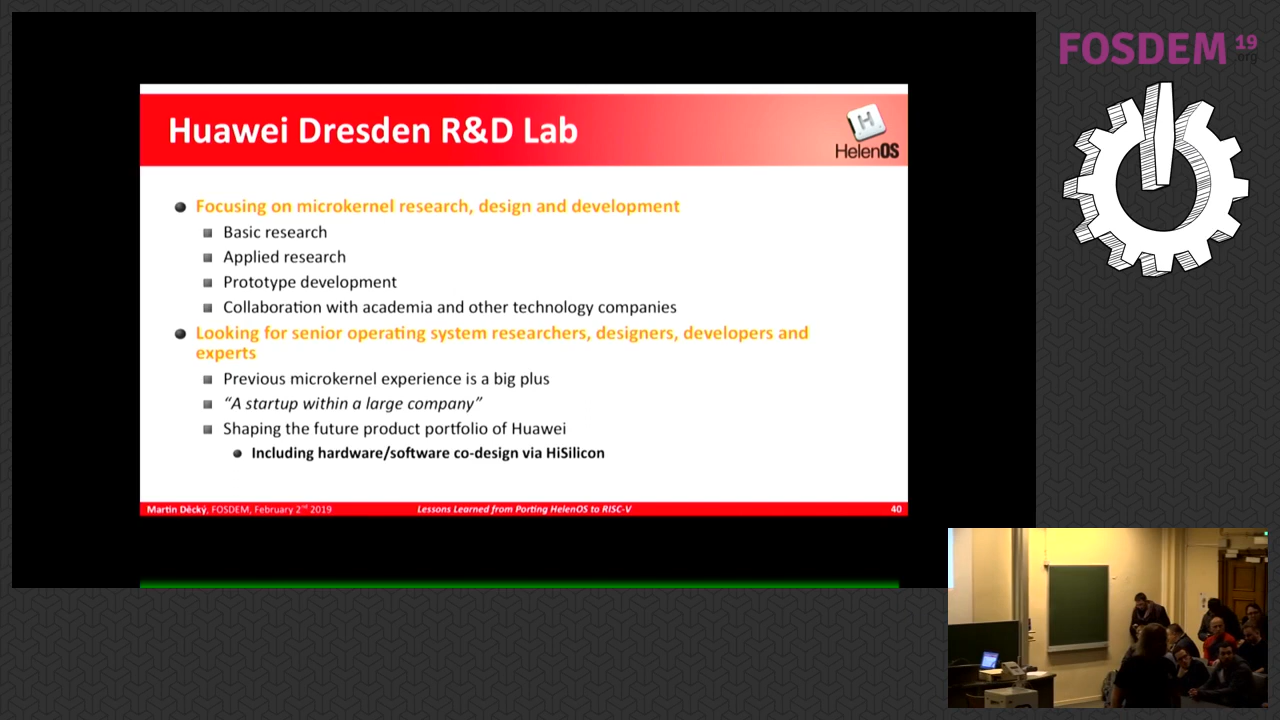 FOSDEM 19
.org
Huawei Dresden R&D Lab
H
HelenOS
Focusing on microkernel research, design and development
Basic research
Applied research
Prototype development
Collaboration with academia and other technology companies
Looking for senior operating system researchers, designers, developers and
experts
Previous microkernel experience is a big plus
“A startup within a large company”
Shaping the future product portfolio of Huawei
Including hardware/software co-design via HiSilicon
Martin Děcký, FOSDEM, February 2nd 2019 Lessons Learned from Porting HelenOS to RISC-V 40